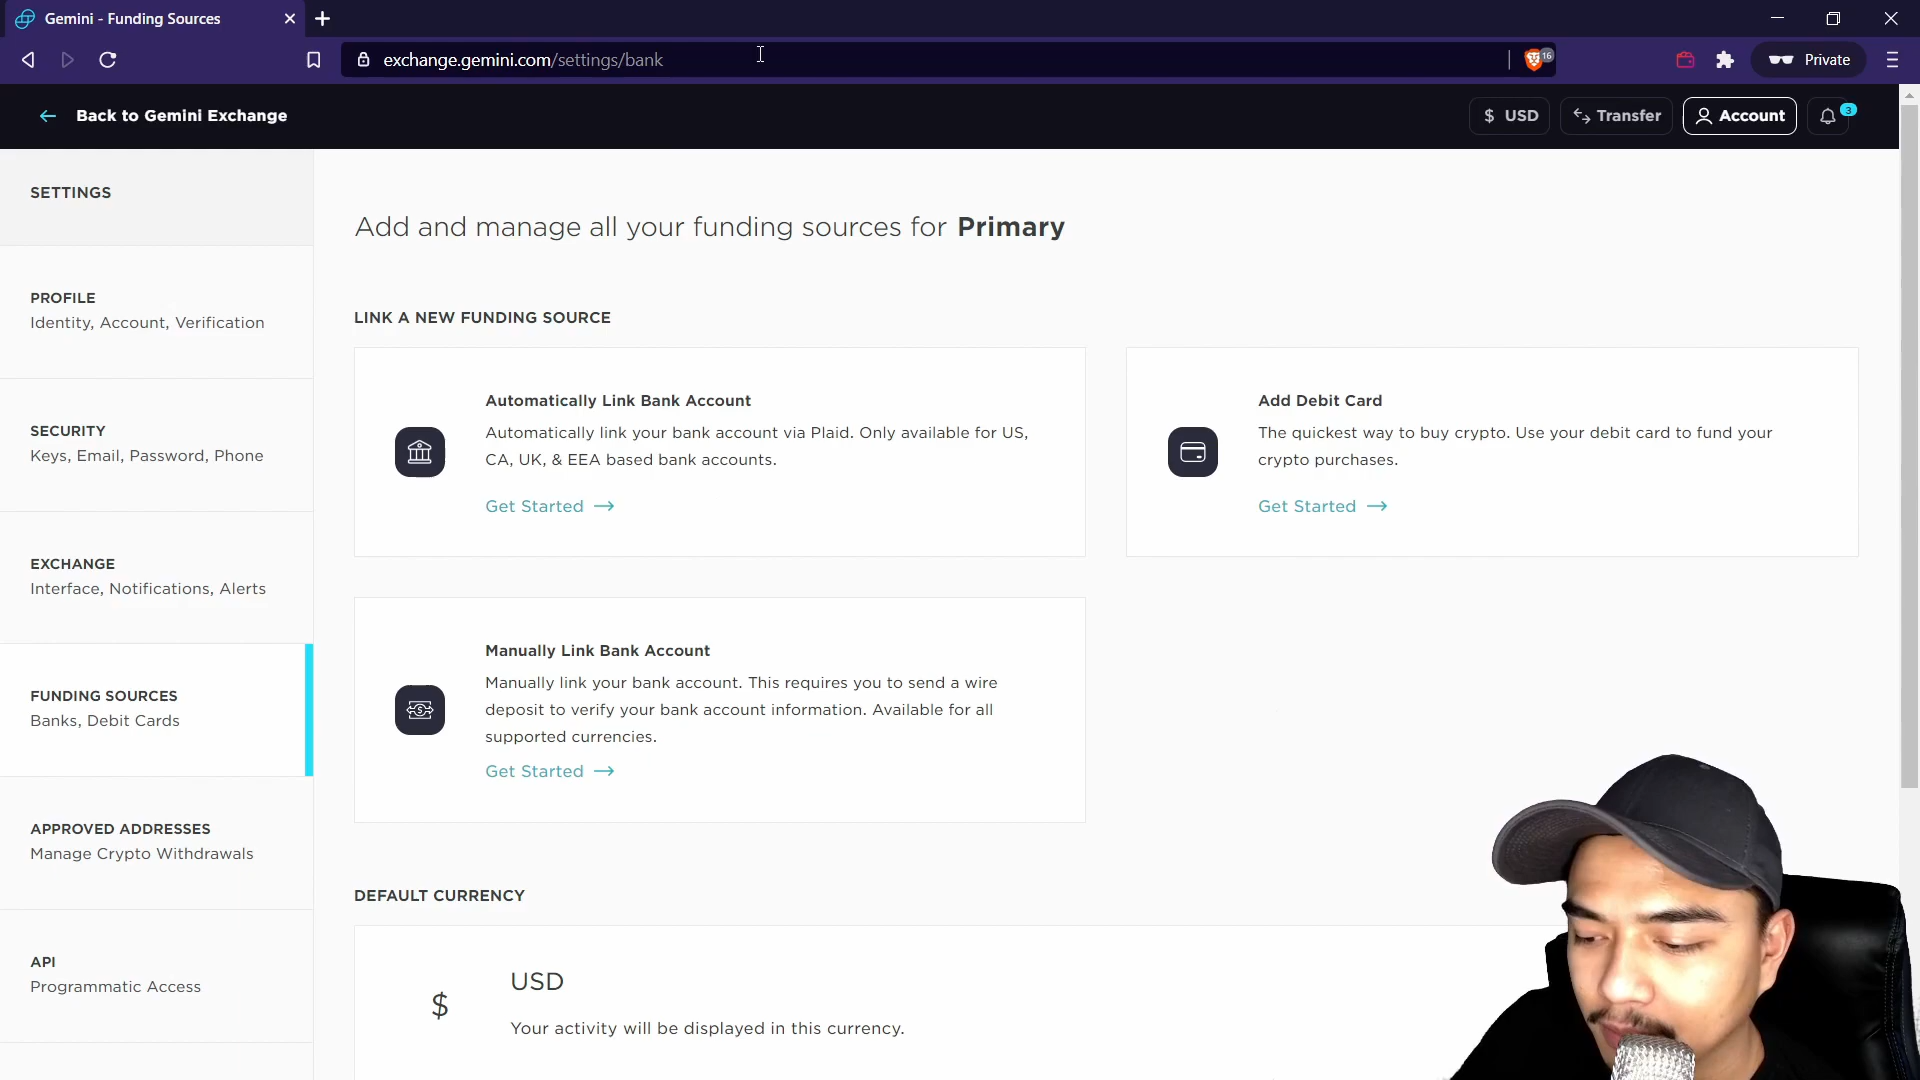 Gemini - Funding Sources
exchange.gemini.com/settings/bank
16
Private
Back to Gemini Exchange
$ USD
Transfer
Account
3
SETTINGS
PROFILE
Identity, Account, Verification
SECURITY
Keys, Email, Password, Phone
EXCHANGE
Interface, Notifications, Alerts
FUNDING SOURCES
Banks, Debit Cards
APPROVED ADDRESSES
Manage Crypto Withdrawals
API
Programmatic Access
Add and manage all your funding sources for Primary
LINK A NEW FUNDING SOURCE
Automatically Link Bank Account
Automatically link your bank account via Plaid. Only available for US,
CA, UK, & EEA based bank accounts.
Get Started →
Add Debit Card
The quickest way to buy crypto. Use your debit card to fund your
crypto purchases.
Get Started →
Manually Link Bank Account
Manually link your bank account. This requires you to send a wire
deposit to verify your bank account information. Available for all
supported currencies.
Get Started →
DEFAULT CURRENCY
$
USD
Your activity will be displayed in this currency.